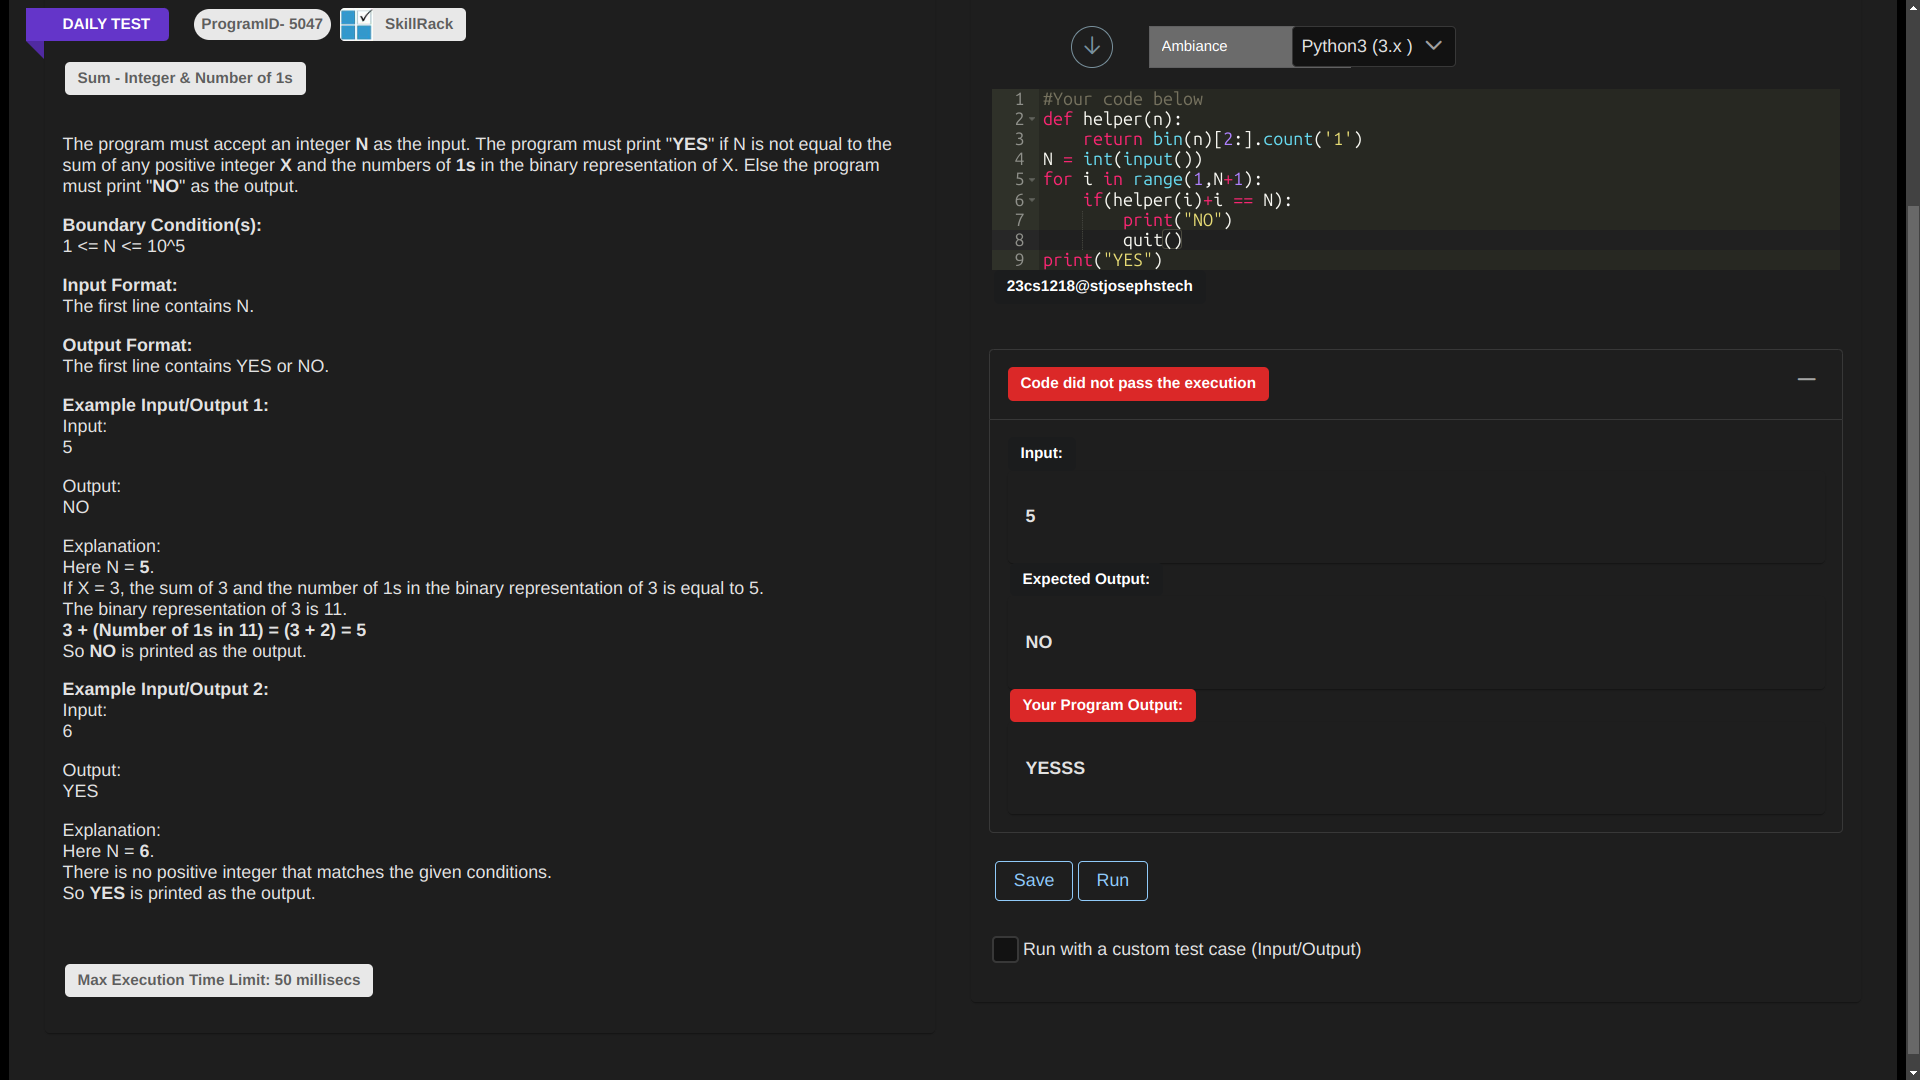 DAILY TEST
ProgramID- 5047
SkillRack
Sum - Integer & Number of 1s
The program must accept an integer N as the input. The program must print "YES" if N is not equal to the
sum of any positive integer X and the numbers of 1s in the binary representation of X. Else the program
must print "NO" as the output.
Boundary Condition(s):
1 <= N <= 10^5
Input Format:
The first line contains N.
Output Format:
The first line contains YES or NO.
Example Input/Output 1:
Input:
5
Output:
NO
Explanation:
Here N = 5.
If X = 3, the sum of 3 and the number of 1s in the binary representation of 3 is equal to 5.
The binary representation of 3 is 11.
3 + (Number of 1s in 11) = (3 + 2) = 5
So NO is printed as the output.
Example Input/Output 2:
Input:
6
Output:
YES
Explanation:
Here N = 6.
There is no positive integer that matches the given conditions.
So YES is printed as the output.
Max Execution Time Limit: 50 millisecs
Ambiance
Python3 (3.x )
1 #Your code below
2 def helper(n):
3     return bin(n)[2:].count('1')
4 N = int(input())
5 for i in range(1,N+1):
6     if(helper(i)+i == N):
7         print("NO")
8         quit()
9 print("YES")
23cs1218@stjosephstech
Code did not pass the execution
Input:
5
Expected Output:
NO
Your Program Output:
YESSS
Save
Run
Run with a custom test case (Input/Output)